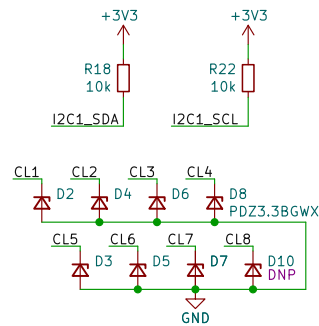 +3V3 +3V3
R18 R22
10k 10k
I2C1_SDA I2C1_SCL
CL1 CL2 CL3 CL4
D2 D4 D6 D8
PDZ3.3BGWX
CL5 CL6 CL7 CL8
D3 D5 D7 D10
DNP
GND